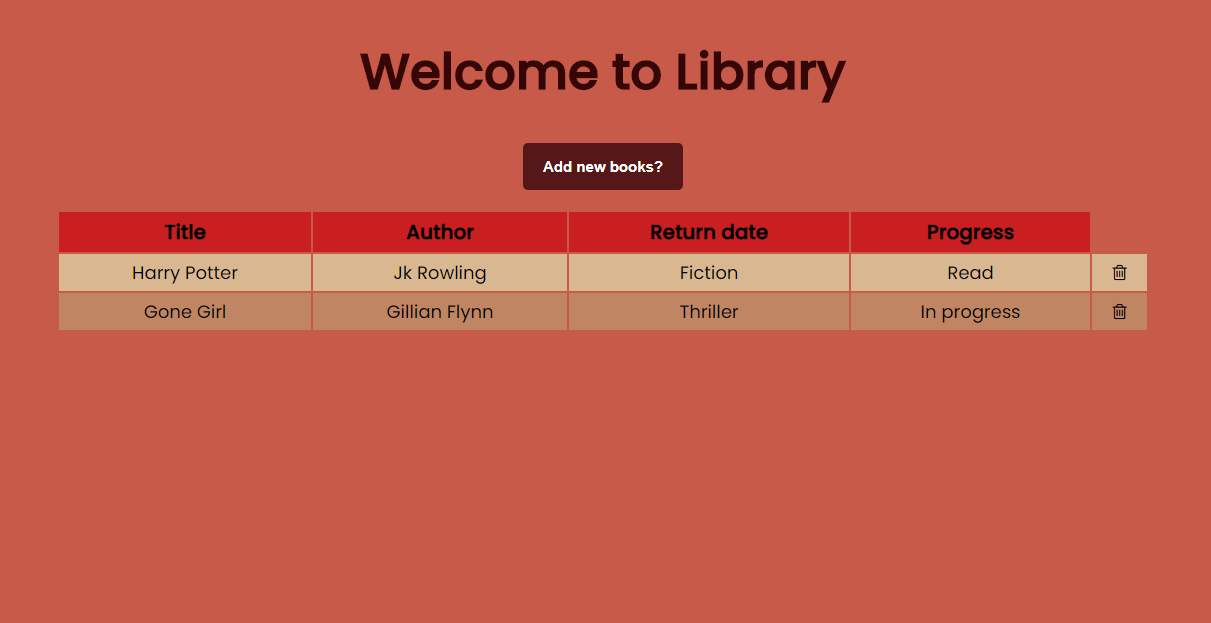 Welcome to Library
Add new books?
Title Author Return date Progress
Harry Potter Jk Rowling Fiction Read
Gone Girl Gillian Flynn Thriller In progress